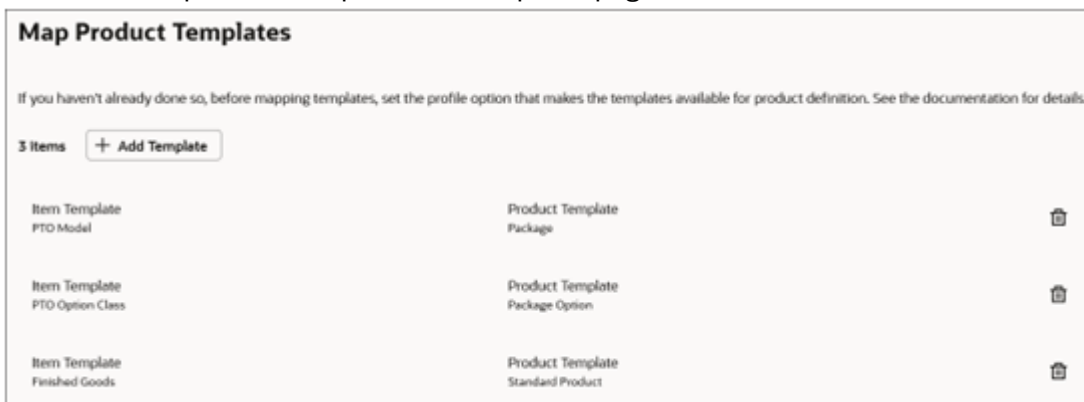 Map Product Templates
If you haven't already done so, before mapping templates, set the profile option that makes the templates available for product definition. See the documentation for details
3 Items + Add Template
Item Template Product Template
PTO Model Package
Item Template Product Template
PTO Option Class Package Option
Item Template Product Template
Finished Goods Standard Product